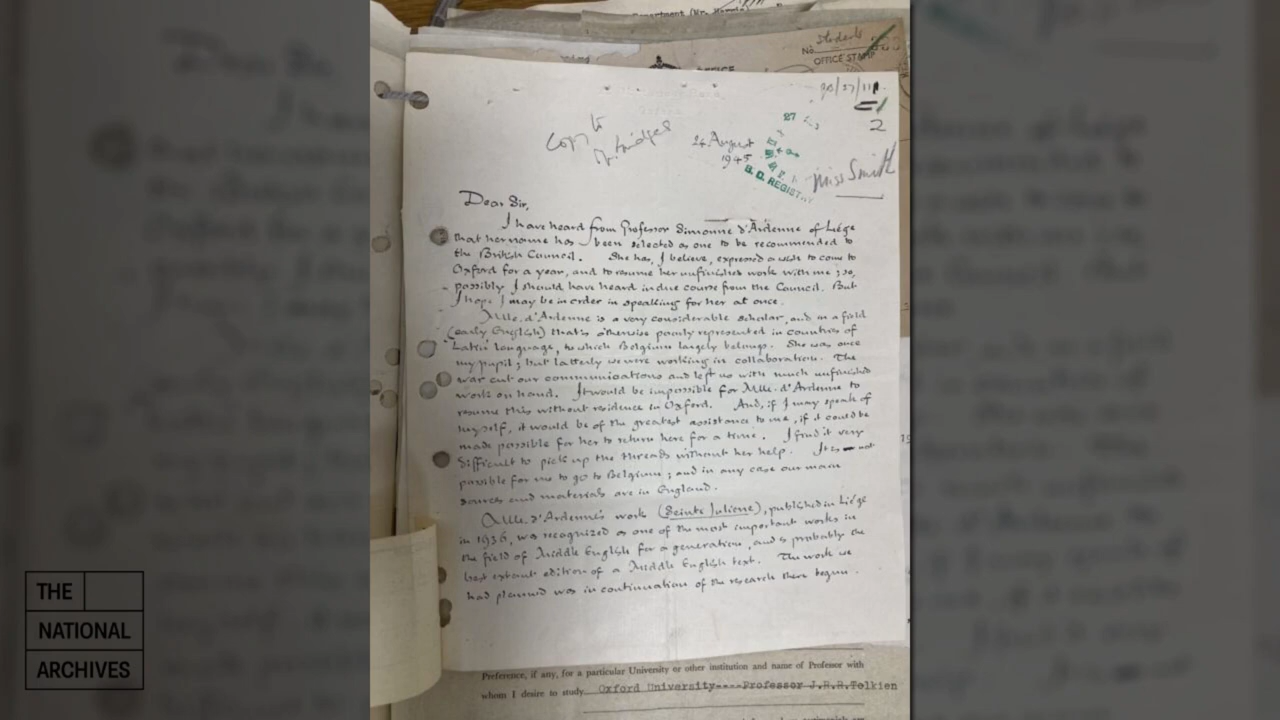 Department (Mr. Harris)
students
No.
OFFICE STAMP
2
Copy to
Mr. Bridges
24 August
1945
27
B.C. REGISTRY
Miss Smith
Dear Sir,
I have heard from Professor Simonne d'Ardenne of Liége
that her name has been selected as one to be recommended to
the British Council. She has, I believe, expressed a wish to come to
Oxford for a year, and to resume her unfinished work with me; so,
possibly I should have heard in due course from the Council. But
I hope I may be in order in speaking for her at once.
Mlle. d'Ardenne is a very considerable scholar, and in a field
(early English) that is otherwise poorly represented in countries of
'Latin' language, to which Belgium largely belongs. She was once
my pupil; but latterly we were working in collaboration. The
war cut our communications and left us with much unfinished
work on hand. It would be impossible for Mlle. d'Ardenne to
resume this without residence in Oxford. And, if I may speak of
myself, it would be of the greatest assistance to me, if it could be
made possible for her to return here for a time. I find it very
difficult to pick up the threads without her help. It is not
possible for me to go to Belgium; and in any case our main
sources and materials are in England.
Mlle. d'Ardenne's work (Seinte Juliene), published in Liége
in 1936, was recognized as one of the most important works in
the field of Middle English for a generation, and is probably the
best extant edition of a Middle English text. The work we
had planned was in continuation of the research there begun.
Preference, if any, for a particular University or other institution and name of Professor with
whom I desire to study Oxford University----Professor J.R.R.Tolkien
THE
NATIONAL
ARCHIVES